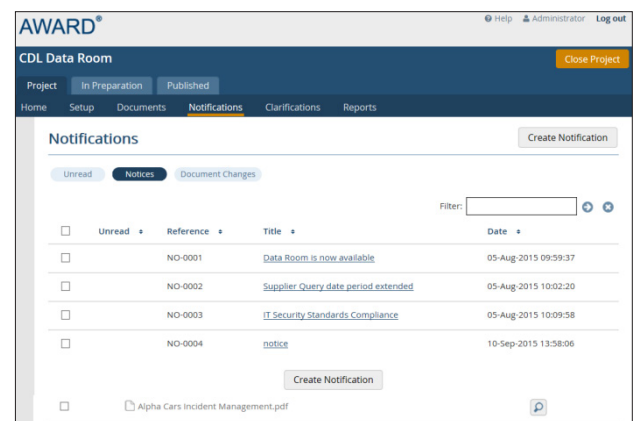 AWARD®
Help Administrator Log out
CDL Data Room
Close Project
Project In Preparation Published
Home Setup Documents Notifications Clarifications Reports
Notifications
Create Notification
Unread Notices Document Changes
Filter:
Unread Reference Title Date
NO-0001 Data Room is now available 05-Aug-2015 09:59:37
NO-0002 Supplier Query date period extended 05-Aug-2015 10:02:20
NO-0003 IT Security Standards Compliance 05-Aug-2015 10:09:58
NO-0004 notice 10-Sep-2015 13:58:06
Create Notification
Alpha Cars Incident Management.pdf